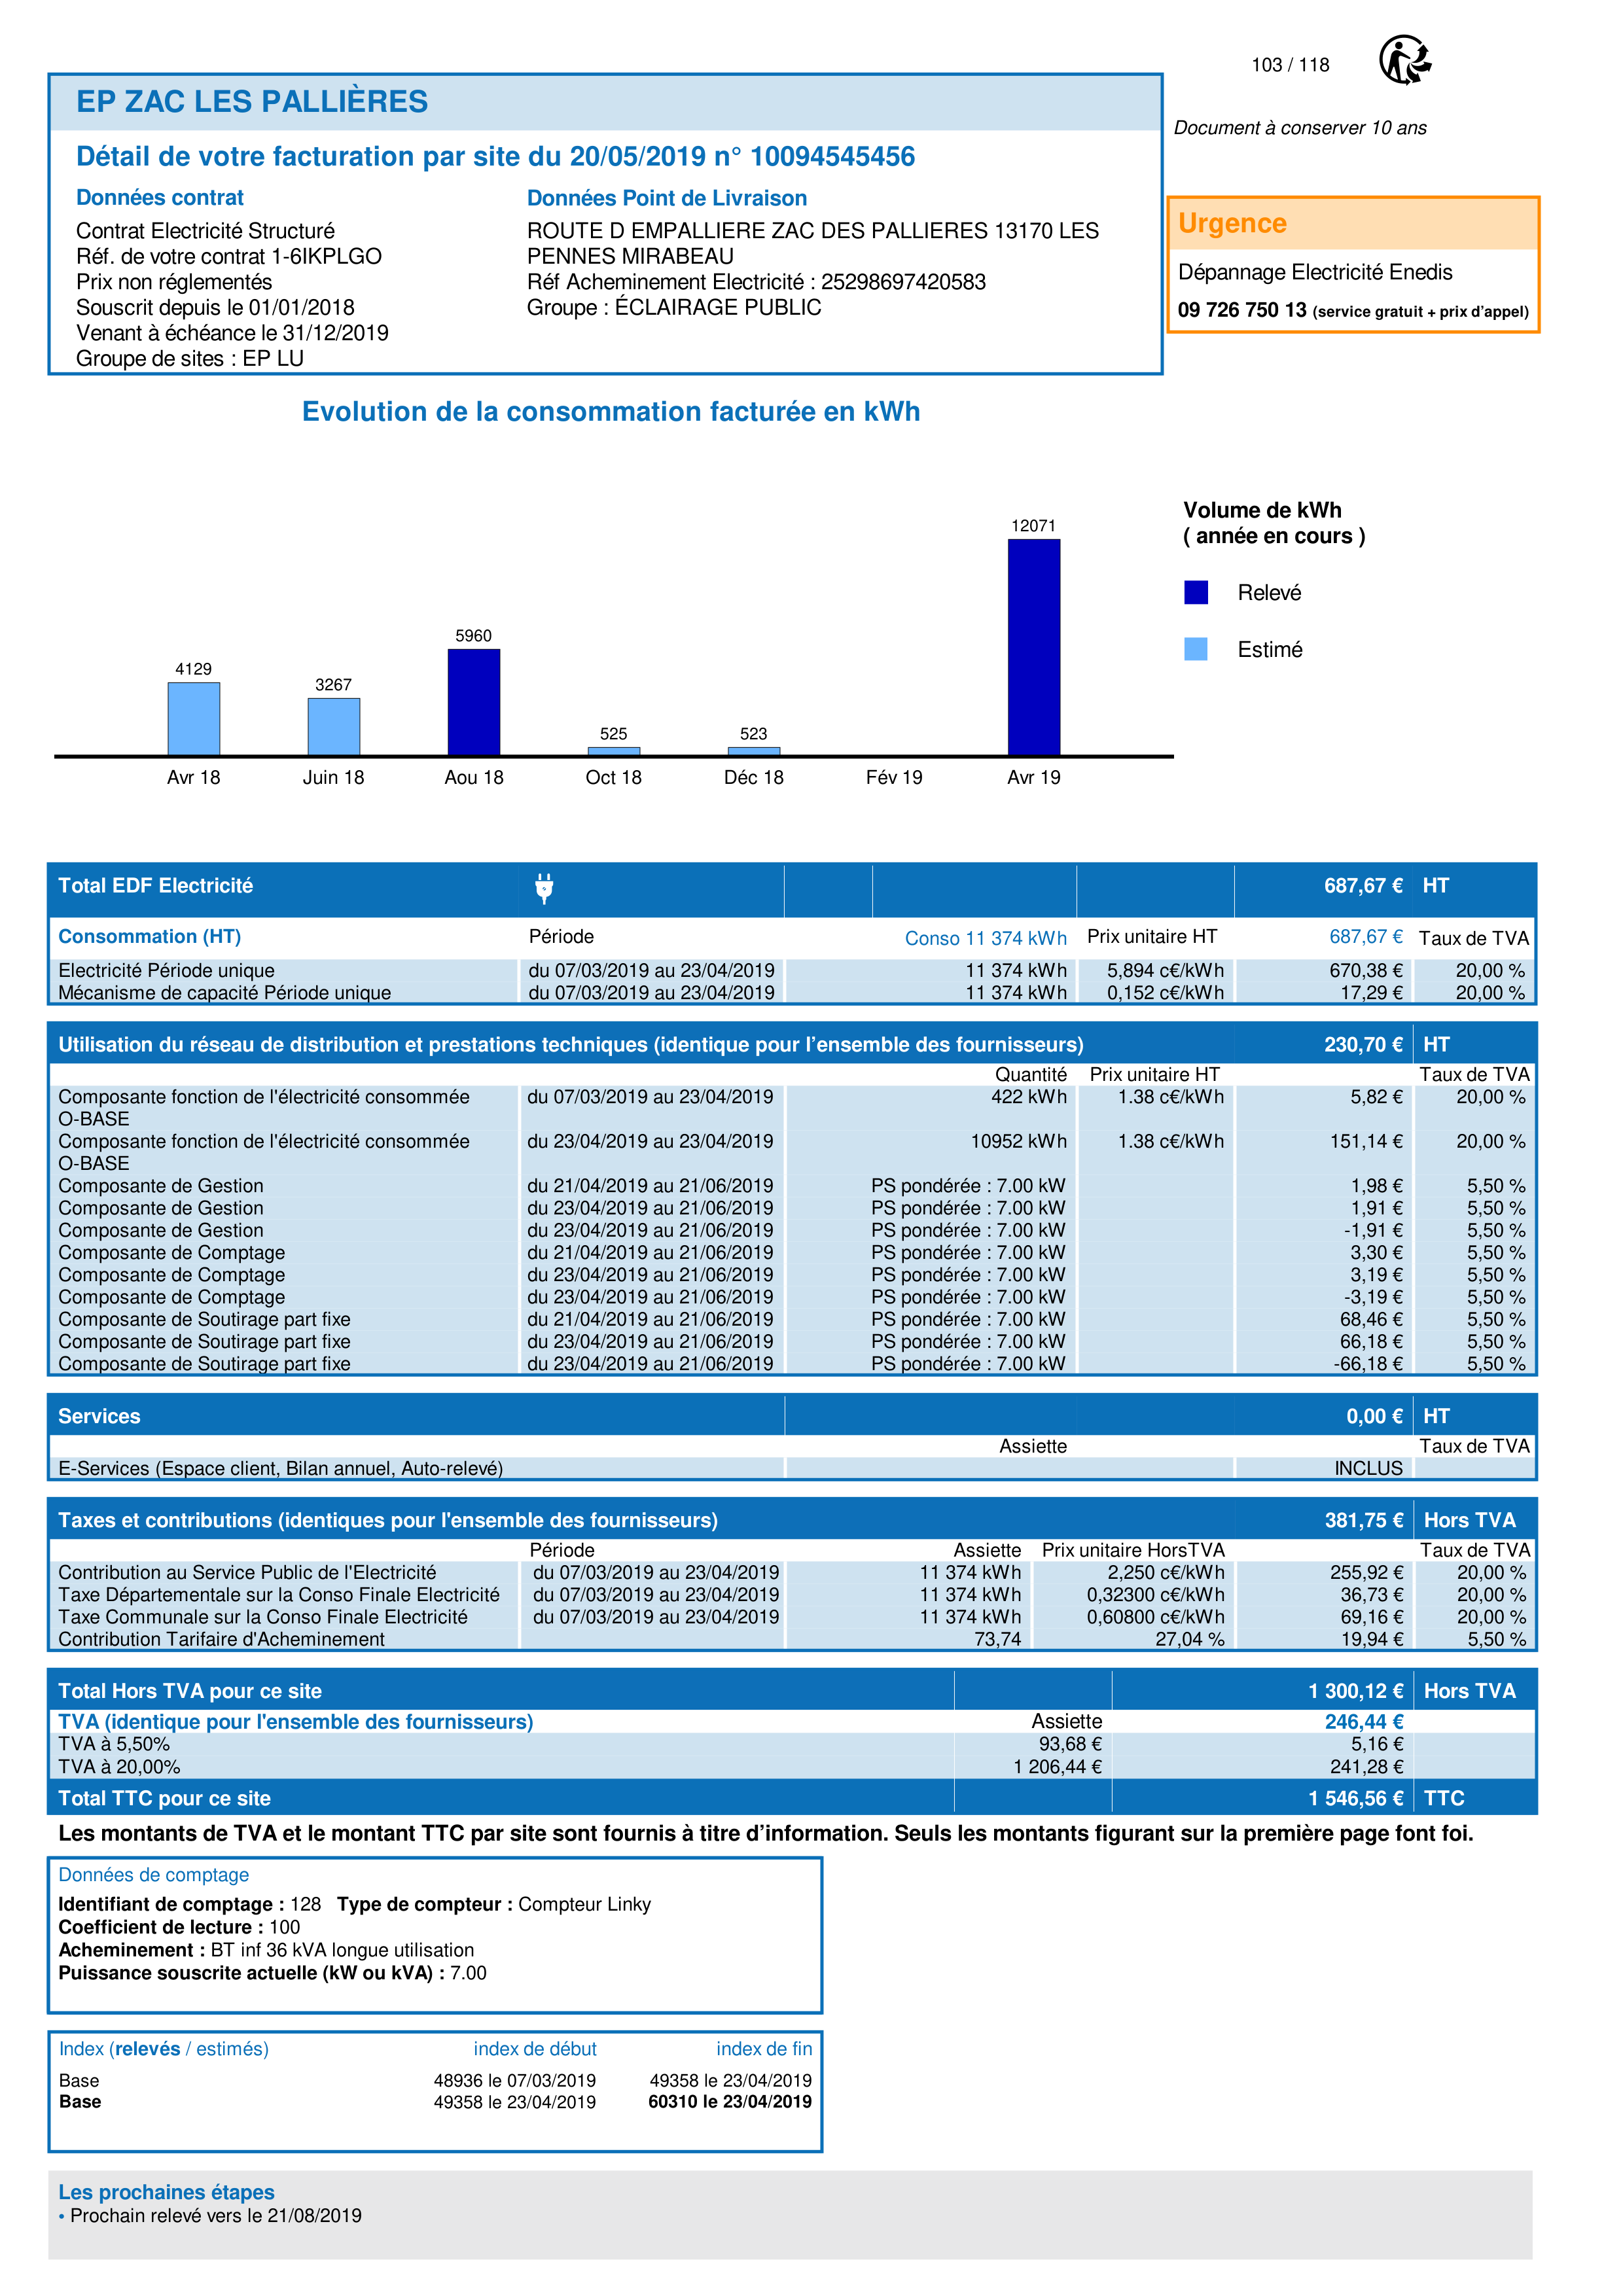 103 / 118
EP ZAC LES PALLIÈRES
Document à conserver 10 ans
Détail de votre facturation par site du 20/05/2019 n° 10094545456
Données contrat
Contrat Electricité Structuré
Réf. de votre contrat 1-6IKPLGO
Prix non réglementés
Souscrit depuis le 01/01/2018
Venant à échéance le 31/12/2019
Groupe de sites : EP LU
Données Point de Livraison
ROUTE D EMPALLIERE ZAC DES PALLIERES 13170 LES
PENNES MIRABEAU
Réf Acheminement Electricité : 25298697420583
Groupe : ÉCLAIRAGE PUBLIC
Urgence
Dépannage Electricité Enedis
09 726 750 13 (service gratuit + prix d’appel)
Evolution de la consommation facturée en kWh
Volume de kWh
( année en cours )
Relevé
Estimé
4129 3267 5960 525 523 12071
Avr 18 Juin 18 Aou 18 Oct 18 Déc 18 Fév 19 Avr 19
Total EDF Electricité 687,67 € HT
Consommation (HT) Période Conso 11 374 kWh Prix unitaire HT 687,67 € Taux de TVA
Electricité Période unique du 07/03/2019 au 23/04/2019 11 374 kWh 5,894 c€/kWh 670,38 € 20,00 %
Mécanisme de capacité Période unique du 07/03/2019 au 23/04/2019 11 374 kWh 0,152 c€/kWh 17,29 € 20,00 %
Utilisation du réseau de distribution et prestations techniques (identique pour l’ensemble des fournisseurs) 230,70 € HT
Quantité Prix unitaire HT Taux de TVA
Composante fonction de l'électricité consommée du 07/03/2019 au 23/04/2019 422 kWh 1.38 c€/kWh 5,82 € 20,00 %
O-BASE
Composante fonction de l'électricité consommée du 23/04/2019 au 23/04/2019 10952 kWh 1.38 c€/kWh 151,14 € 20,00 %
O-BASE
Composante de Gestion du 21/04/2019 au 21/06/2019 PS pondérée : 7.00 kW 1,98 € 5,50 %
Composante de Gestion du 23/04/2019 au 21/06/2019 PS pondérée : 7.00 kW 1,91 € 5,50 %
Composante de Gestion du 23/04/2019 au 21/06/2019 PS pondérée : 7.00 kW -1,91 € 5,50 %
Composante de Comptage du 21/04/2019 au 21/06/2019 PS pondérée : 7.00 kW 3,30 € 5,50 %
Composante de Comptage du 23/04/2019 au 21/06/2019 PS pondérée : 7.00 kW 3,19 € 5,50 %
Composante de Comptage du 23/04/2019 au 21/06/2019 PS pondérée : 7.00 kW -3,19 € 5,50 %
Composante de Soutirage part fixe du 21/04/2019 au 21/06/2019 PS pondérée : 7.00 kW 68,46 € 5,50 %
Composante de Soutirage part fixe du 23/04/2019 au 21/06/2019 PS pondérée : 7.00 kW 66,18 € 5,50 %
Composante de Soutirage part fixe du 23/04/2019 au 21/06/2019 PS pondérée : 7.00 kW -66,18 € 5,50 %
Services 0,00 € HT
Assiette Taux de TVA
E-Services (Espace client, Bilan annuel, Auto-relevé) INCLUS
Taxes et contributions (identiques pour l'ensemble des fournisseurs) 381,75 € Hors TVA
Période Assiette Prix unitaire HorsTVA Taux de TVA
Contribution au Service Public de l'Electricité du 07/03/2019 au 23/04/2019 11 374 kWh 2,250 c€/kWh 255,92 € 20,00 %
Taxe Départementale sur la Conso Finale Electricité du 07/03/2019 au 23/04/2019 11 374 kWh 0,32300 c€/kWh 36,73 € 20,00 %
Taxe Communale sur la Conso Finale Electricité du 07/03/2019 au 23/04/2019 11 374 kWh 0,60800 c€/kWh 69,16 € 20,00 %
Contribution Tarifaire d'Acheminement 73,74 27,04 % 19,94 € 5,50 %
Total Hors TVA pour ce site 1 300,12 € Hors TVA
TVA (identique pour l'ensemble des fournisseurs) Assiette 246,44 €
TVA à 5,50% 93,68 € 5,16 €
TVA à 20,00% 1 206,44 € 241,28 €
Total TTC pour ce site 1 546,56 € TTC
Les montants de TVA et le montant TTC par site sont fournis à titre d’information. Seuls les montants figurant sur la première page font foi.
Données de comptage
Identifiant de comptage : 128 Type de compteur : Compteur Linky
Coefficient de lecture : 100
Acheminement : BT inf 36 kVA longue utilisation
Puissance souscrite actuelle (kW ou kVA) : 7.00
Index (relevés / estimés) index de début index de fin
Base 48936 le 07/03/2019 49358 le 23/04/2019
Base 49358 le 23/04/2019 60310 le 23/04/2019
Les prochaines étapes
• Prochain relevé vers le 21/08/2019